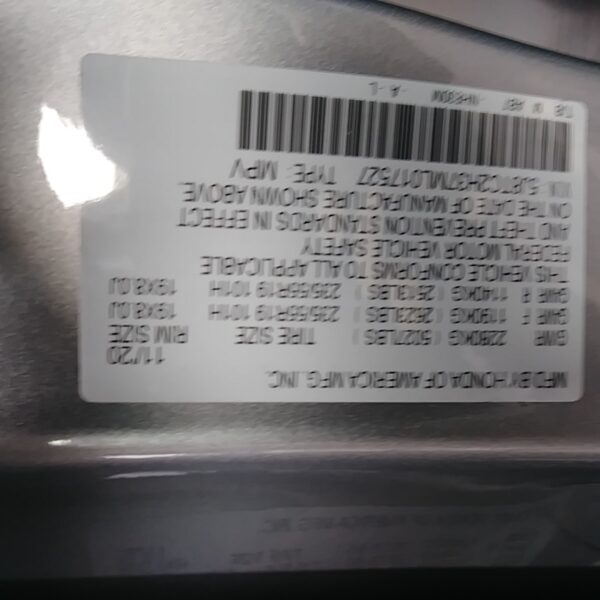 MFD BY HONDA OF AMERICA MFG., INC.
11/20
GVWR 2280KG ( 5027LBS ) TIRE SIZE RIM SIZE
GAWR F 1190KG ( 2623LBS ) 235/55R19 101H 19X8.0J
GAWR R 1140KG ( 2513LBS ) 235/55R19 101H 19X8.0J
THIS VEHICLE CONFORMS TO ALL APPLICABLE
FEDERAL MOTOR VEHICLE SAFETY
AND THEFT PREVENTION STANDARDS IN EFFECT
ON THE DATE OF MANUFACTURE SHOWN ABOVE.
5J8TC2H37ML017527 TYPE: MPV
TJB -A -L